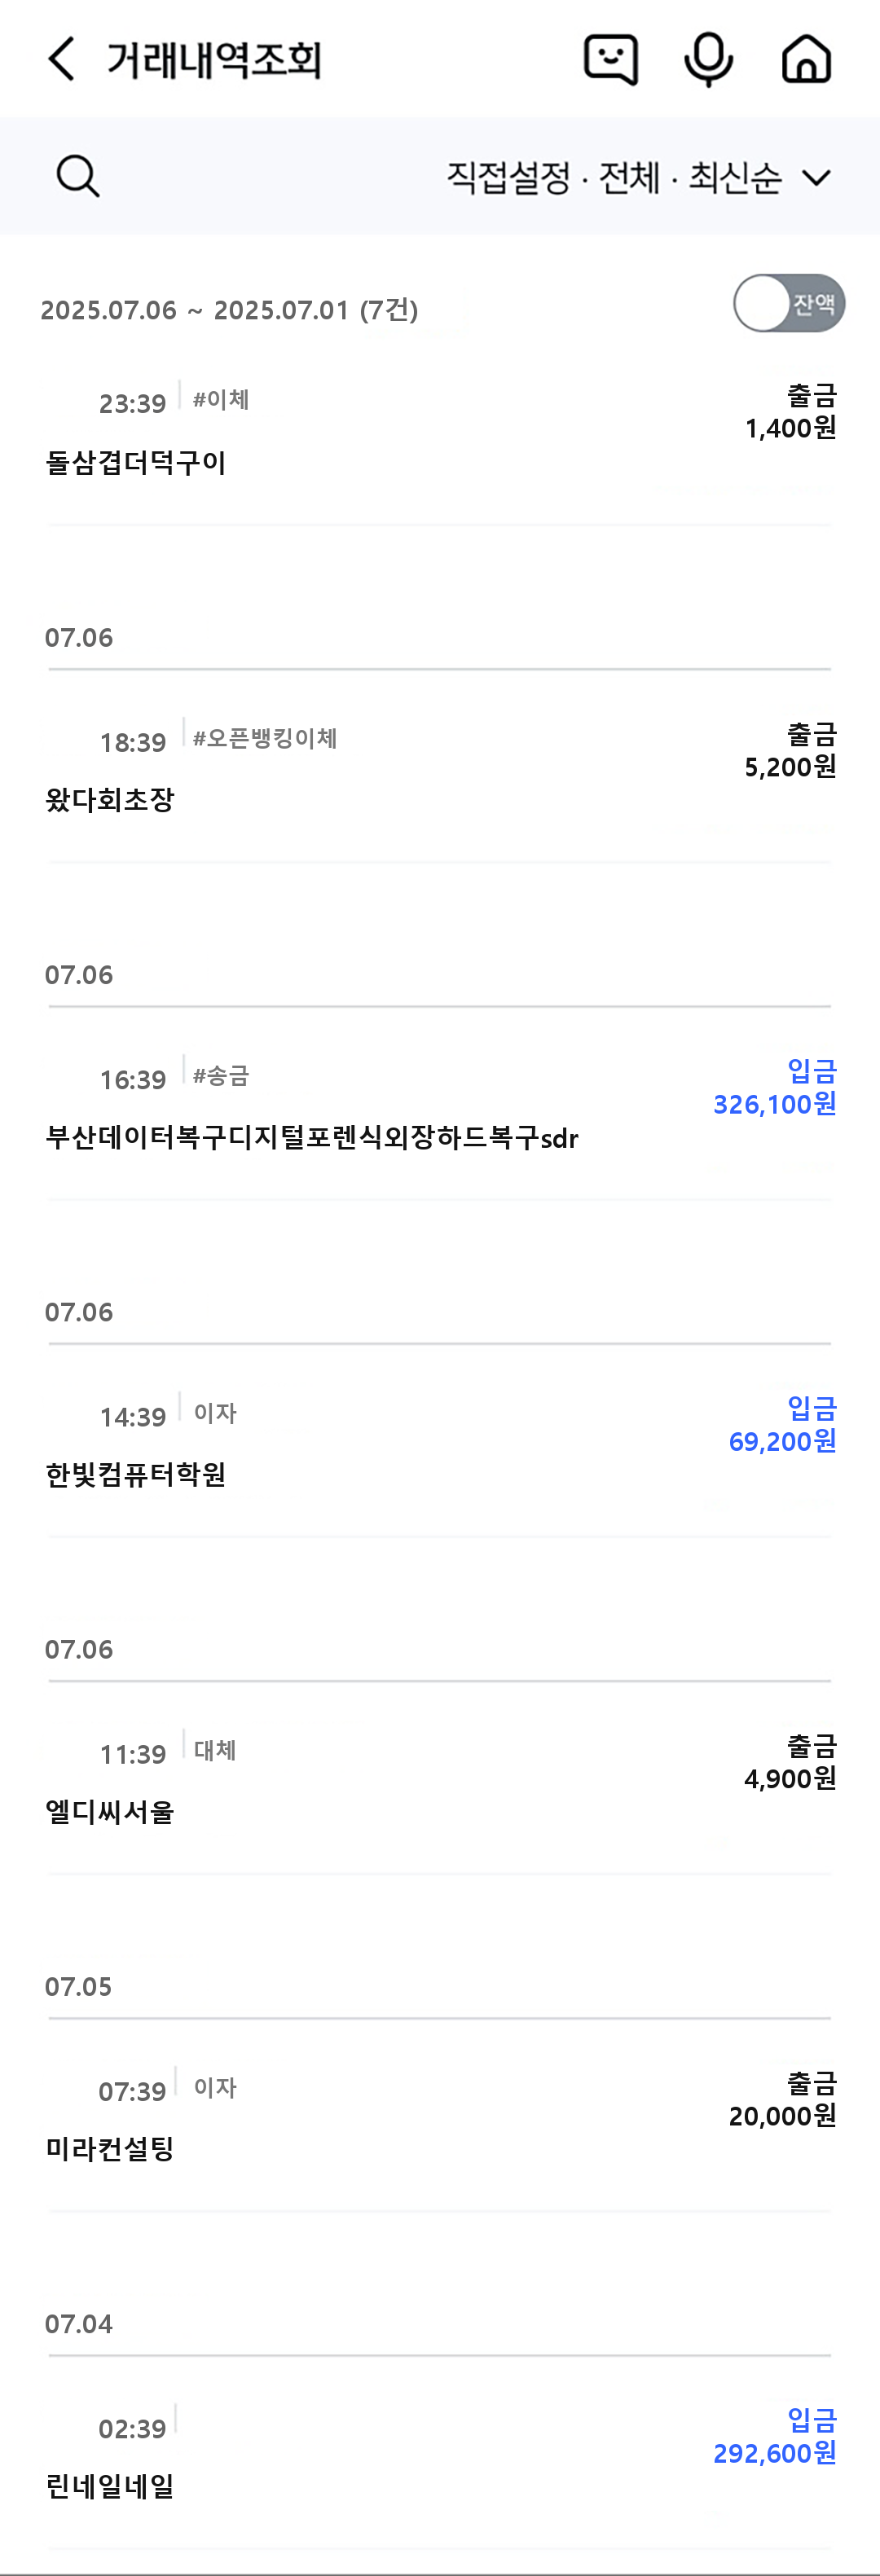 거래내역조회
직접설정 · 전체 · 최신순
2025.07.06 ~ 2025.07.01 (7건)
잔액
23:39 #이체
출금
1,400원
돌삼겹더덕구이
07.06
18:39 #오픈뱅킹이체
출금
5,200원
왔다회초장
07.06
16:39 #송금
입금
326,100원
부산데이터복구디지털포렌식외장하드복구sdr
07.06
14:39 이자
입금
69,200원
한빛컴퓨터학원
07.06
11:39 대체
출금
4,900원
엘디씨서울
07.05
07:39 이자
출금
20,000원
미라컨설팅
07.04
02:39
입금
292,600원
린네일네일